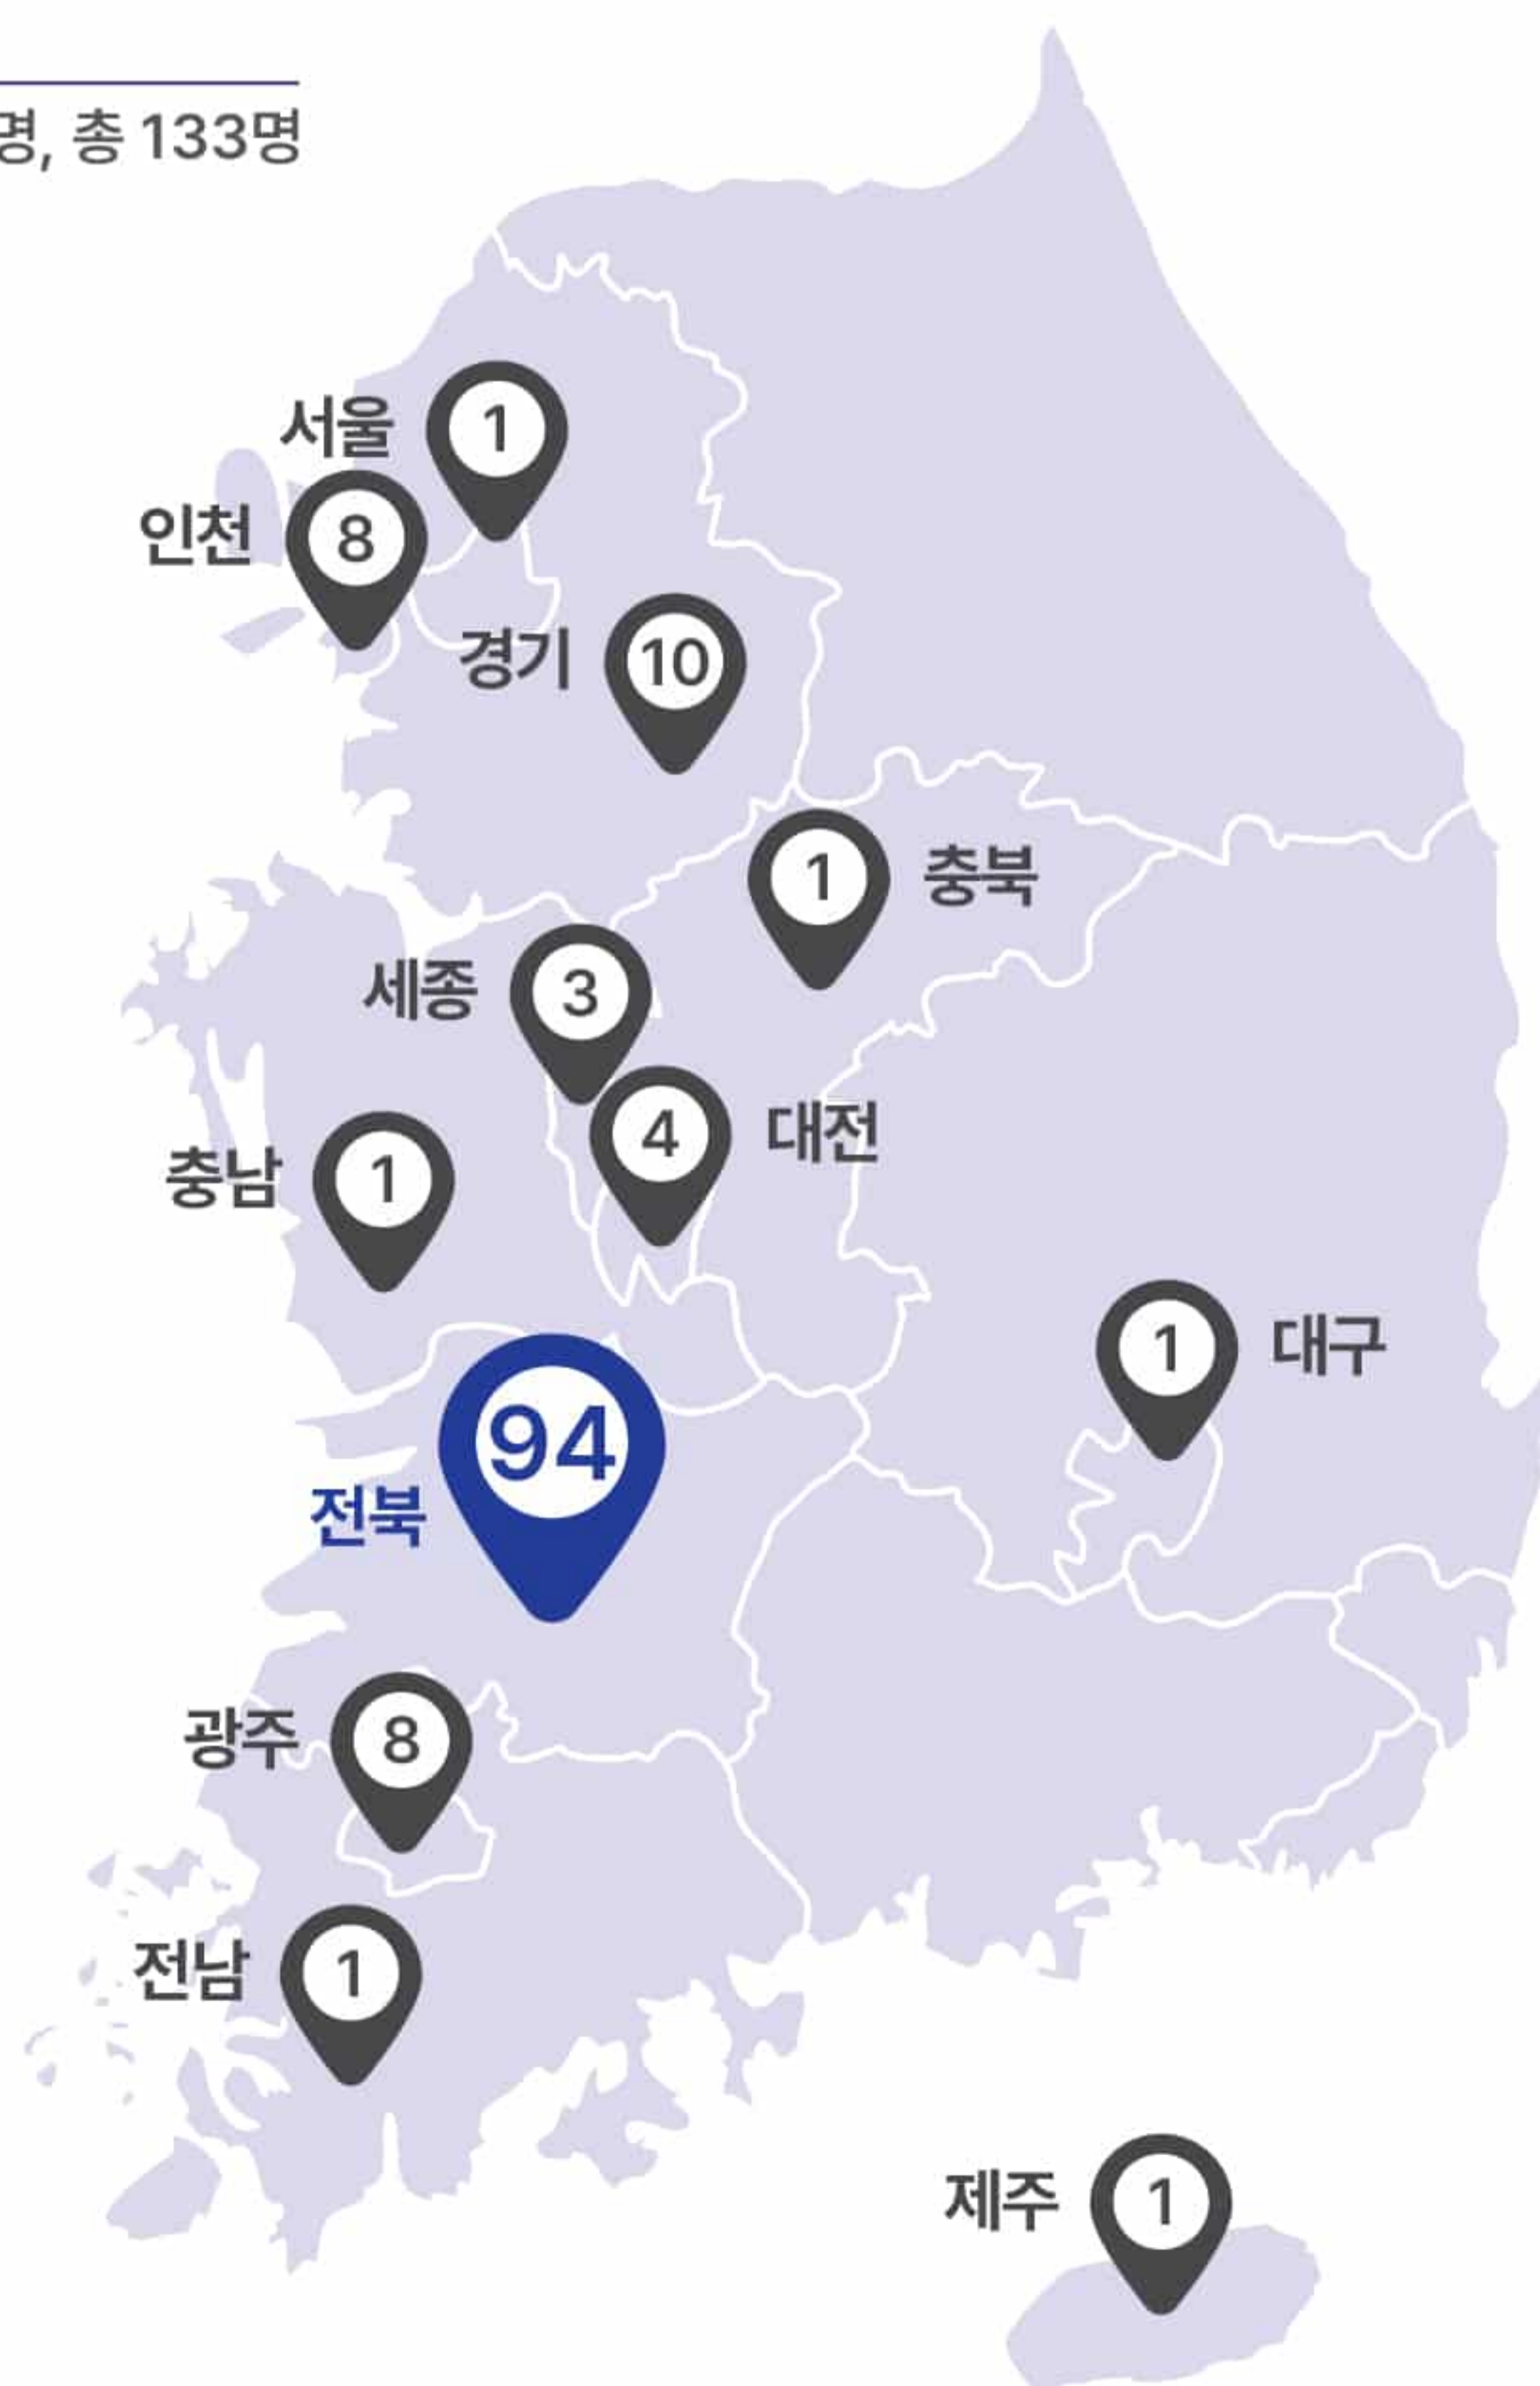 명, 총 133명
서울 1
인천 8
경기 10
1 충북
세종 3
4 대전
충남 1
1 대구
94
전북
광주 8
전남 1
제주 1